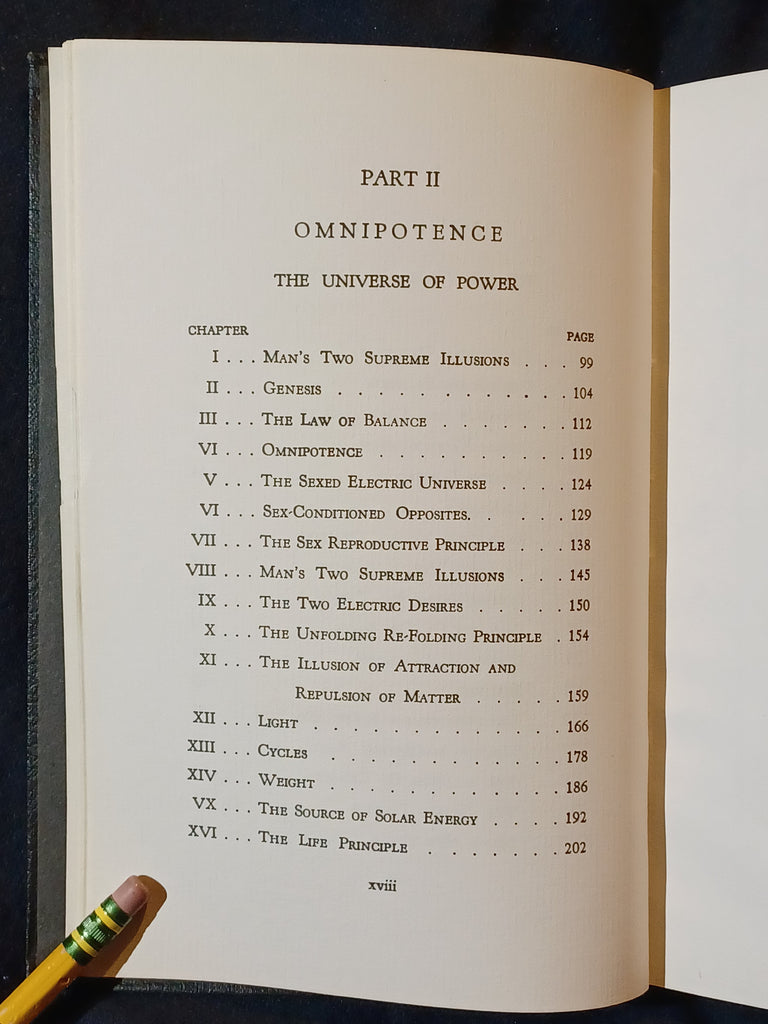 PART II
OMNIPOTENCE
THE UNIVERSE OF POWER
CHAPTER PAGE
I . . . MAN'S TWO SUPREME ILLUSIONS . . . 99
II . . . GENESIS . . . . . . . . . . . . 104
III . . . THE LAW OF BALANCE . . . . . . . 112
VI . . . OMNIPOTENCE . . . . . . . . . . 119
V . . . THE SEXED ELECTRIC UNIVERSE . . . . 124
VI . . . SEX-CONDITIONED OPPOSITES. . . . . . 129
VII . . . THE SEX REPRODUCTIVE PRINCIPLE . . . 138
VIII . . . MAN'S TWO SUPREME ILLUSIONS . . . 145
IX . . . THE TWO ELECTRIC DESIRES . . . . . 150
X . . . THE UNFOLDING RE-FOLDING PRINCIPLE . 154
XI . . . THE ILLUSION OF ATTRACTION AND
REPULSION OF MATTER . . . . . 159
XII . . . LIGHT . . . . . . . . . . . . . 166
XIII . . . CYCLES . . . . . . . . . . . . 178
XIV . . . WEIGHT . . . . . . . . . . . . 186
VX . . . THE SOURCE OF SOLAR ENERGY . . . . 192
XVI . . . THE LIFE PRINCIPLE . . . . . . . 202
xviii